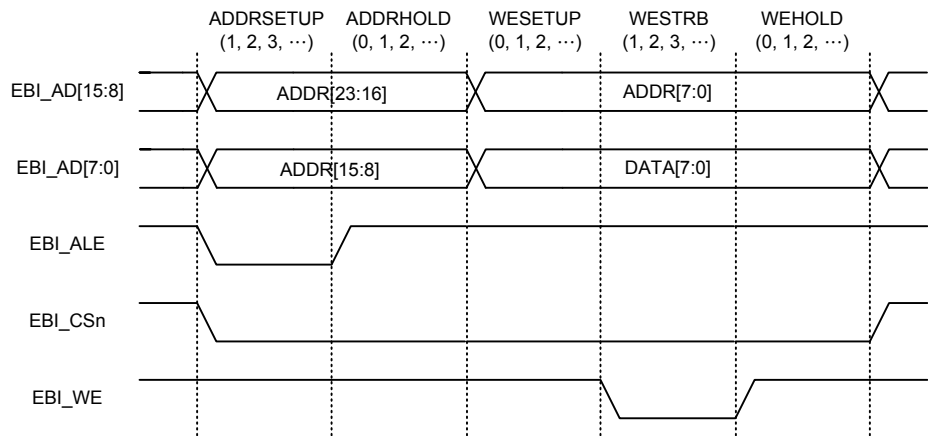 ADDRSETUP ADDRHOLD WESETUP WESTRB WEHOLD
(1, 2, 3, ⋯) (0, 1, 2, ⋯) (0, 1, 2, ⋯) (1, 2, 3, ⋯) (0, 1, 2, ⋯)
EBI_AD[15:8] ADDR[23:16] ADDR[7:0]
EBI_AD[7:0] ADDR[15:8] DATA[7:0]
EBI_ALE
EBI_CSn
EBI_WE